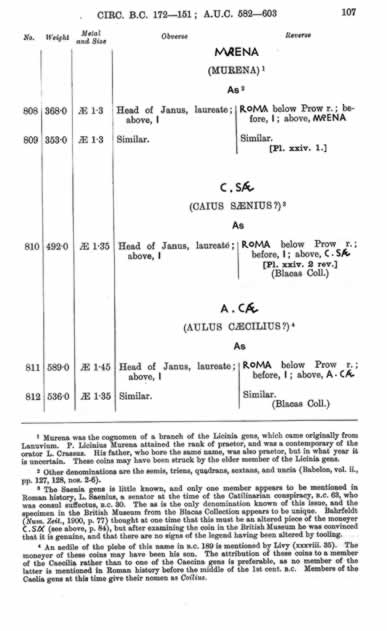 CIRC. B.C. 172—151; A.U.C. 582—603 107
No. Weight Metal and Size Obverse Reverse
MURENA
(MURENA) 1
As 2
808 368·0 Æ 1·3 Head of Janus, laureate; ROMA below Prow r.; be-
above, I fore, I; above, MURENA
809 353·0 Æ 1·3 Similar. Similar.
[Pl. xxiv. 1.]
C. SÆ
(CAIUS SÆNIUS?) 3
As
810 492·0 Æ 1·35 Head of Janus, laureate; ROMA below Prow r.;
above, I before, I; above, C·SÆ
[Pl. xxiv. 2 rev.]
(Blacas Coll.)
A. CÆ
(AULUS CÆCILIUS?) 4
As
811 589·0 Æ 1·45 Head of Janus, laureate; ROMA below Prow r.;
above, I before, I; above, A·CÆ
812 536·0 Æ 1·35 Similar. Similar.
(Blacas Coll.)
1 Murena was the cognomen of a branch of the Licinia gens, which came originally from
Lanuvium. P. Licinius Murena attained the rank of praetor, and was a contemporary of the
orator L. Crassus. His father, who bore the same name, was also praetor, but in what year it
is uncertain. These coins may have been struck by the elder member of the Licinia gens.
2 Other denominations are the semis, triens, quadrans, sextans, and uncia (Babelon, vol. ii.,
pp. 127, 128, nos. 2-6).
3 The Saenia gens is little known, and only one member appears to be mentioned in
Roman history, L. Saenius, a senator at the time of the Catilinarian conspiracy, B.C. 63, who
was consul suffectus, B.C. 30. The as is the only denomination known of this issue, and the
specimen in the British Museum from the Blacas Collection appears to be unique. Bahrfeldt
(Num. Zeit., 1900, p. 77) thought at one time that this must be an altered piece of the moneyer
C. SAX (see above, p. 84), but after examining the coin in the British Museum he was convinced
that it is genuine, and that there are no signs of the legend having been altered by tooling.
4 An aedile of the plebs of this name in B.C. 189 is mentioned by Livy (xxxviii. 35). The
moneyer of these coins may have been his son. The attribution of these coins to a member
of the Caecilia rather than to one of the Caecina gens is preferable, as no member of the
latter is mentioned in Roman history before the middle of the 1st cent. B.C. Members of the
Caelia gens at this time give their nomen as Coilius.